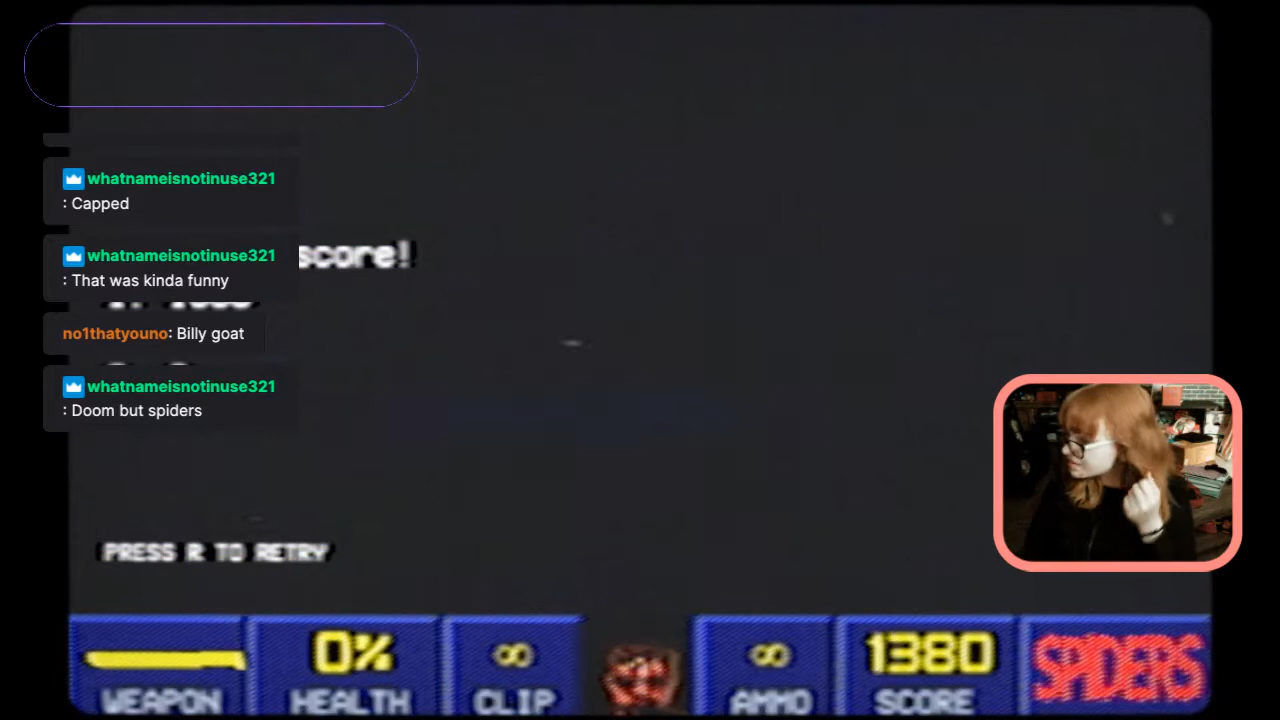 whatnameisnotinuse321
: Capped
whatnameisnotinuse321
: That was kinda funny
score!
no1thatyouno: Billy goat
whatnameisnotinuse321
: Doom but spiders
PRESS R TO RETRY
0% ∞ ∞ 1380 SPIDERS
WEAPON HEALTH CLIP AMMO SCORE